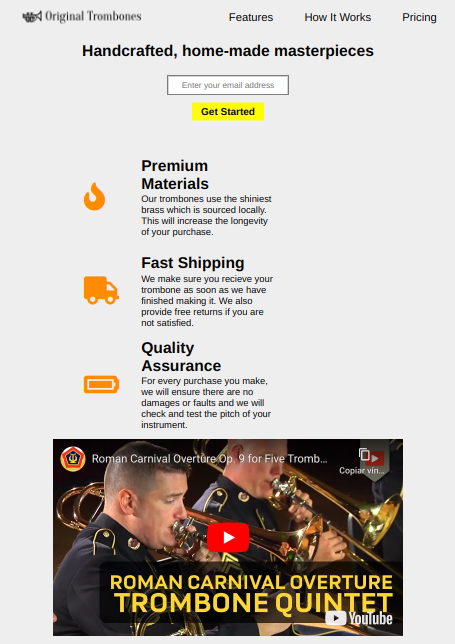 Original Trombones
Features
How It Works
Pricing
Handcrafted, home-made masterpieces
Enter your email address
Get Started
Premium
Materials
Our trombones use the shiniest
brass which is sourced locally.
This will increase the longevity
of your purchase.
Fast Shipping
We make sure you recieve your
trombone as soon as we have
finished making it. We also
provide free returns if you are
not satisfied.
Quality
Assurance
For every purchase you make,
we will ensure there are no
damages or faults and we will
check and test the pitch of your
instrument.
Roman Carnival Overture Op. 9 for Five Tromb...
Copiar vin...
ROMAN CARNIVAL OVERTURE
TROMBONE QUINTET
YouTube